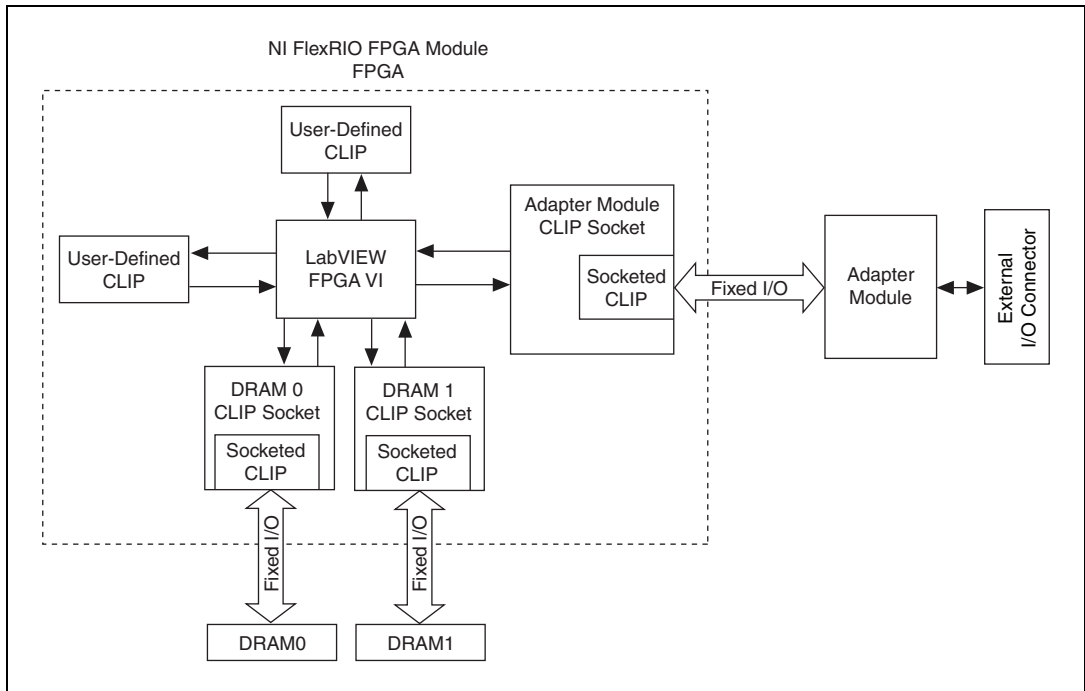 NI FlexRIO FPGA Module
FPGA
User-Defined
CLIP
User-Defined
CLIP
LabVIEW
FPGA VI
Adapter Module
CLIP Socket
Socketed
CLIP
Fixed I/O
Adapter
Module
External
I/O Connector
DRAM 0
CLIP Socket
Socketed
CLIP
DRAM 1
CLIP Socket
Socketed
CLIP
Fixed I/O
Fixed I/O
DRAM0
DRAM1